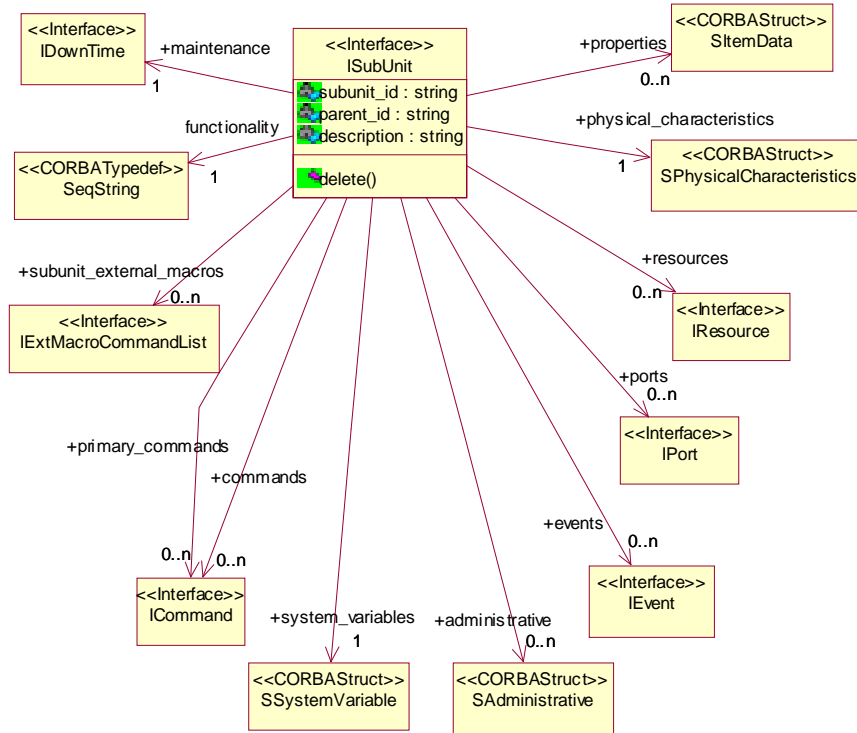 <<Interface>>
IDownTime
+maintenance
1
<<Interface>>
ISubUnit
subunit_id : string
parent_id : string
description : string
delete()
+properties
0..n
<<CORBAStruct>>
SItemData
functionality
1
<<CORBATypedef>>
SeqString
+physical_characteristics
1
<<CORBAStruct>>
SPhysicalCharacteristics
+subunit_external_macros
0..n
<<Interface>>
IExtMacroCommandList
+resources
0..n
<<Interface>>
IResource
+ports
0..n
<<Interface>>
IPort
+primary_commands
0..n
+commands
0..n
<<Interface>>
ICommand
+events
0..n
<<Interface>>
IEvent
+system_variables
1
<<CORBAStruct>>
SSystemVariable
+administrative
0..n
<<CORBAStruct>>
SAdministrative